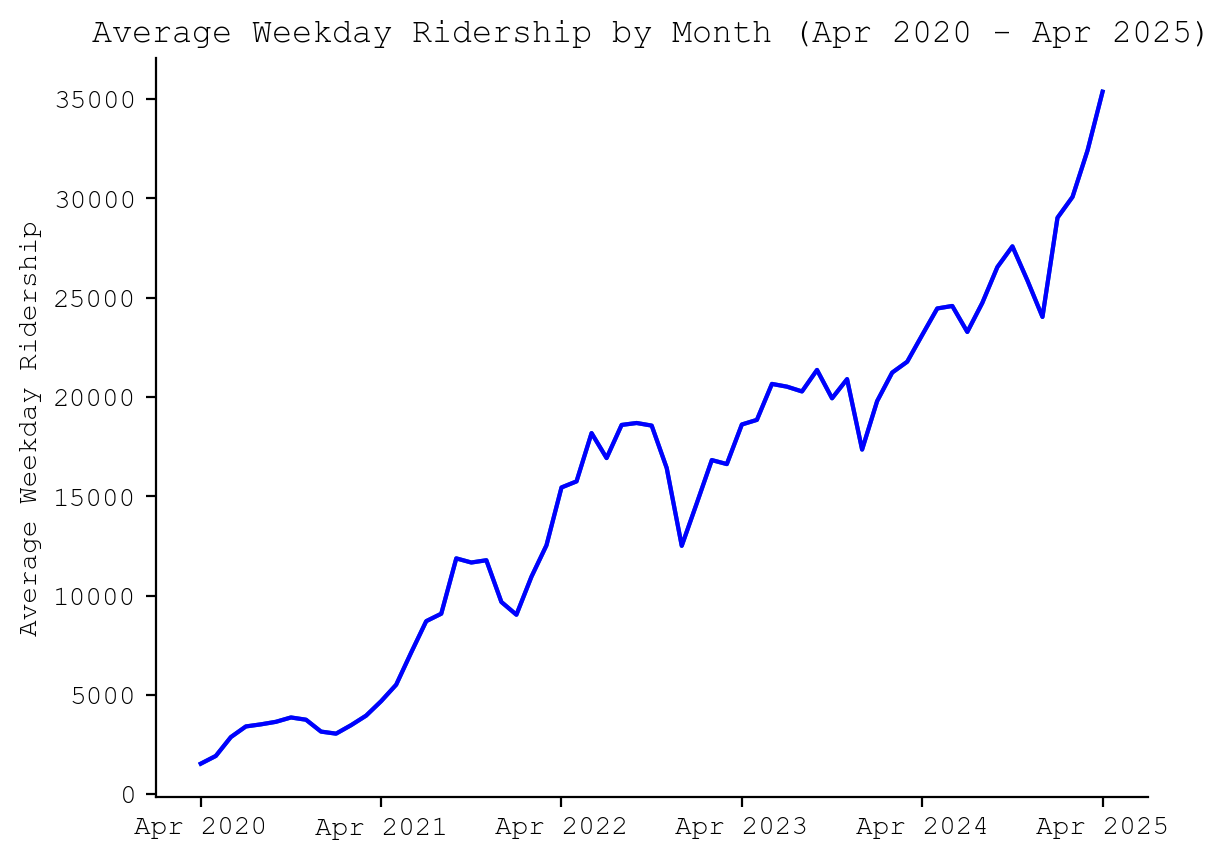 Average Weekday Ridership by Month (Apr 2020 - Apr 2025)
Average Weekday Ridership
35000
30000
25000
20000
15000
10000
5000
0
Apr 2020
Apr 2021
Apr 2022
Apr 2023
Apr 2024
Apr 2025